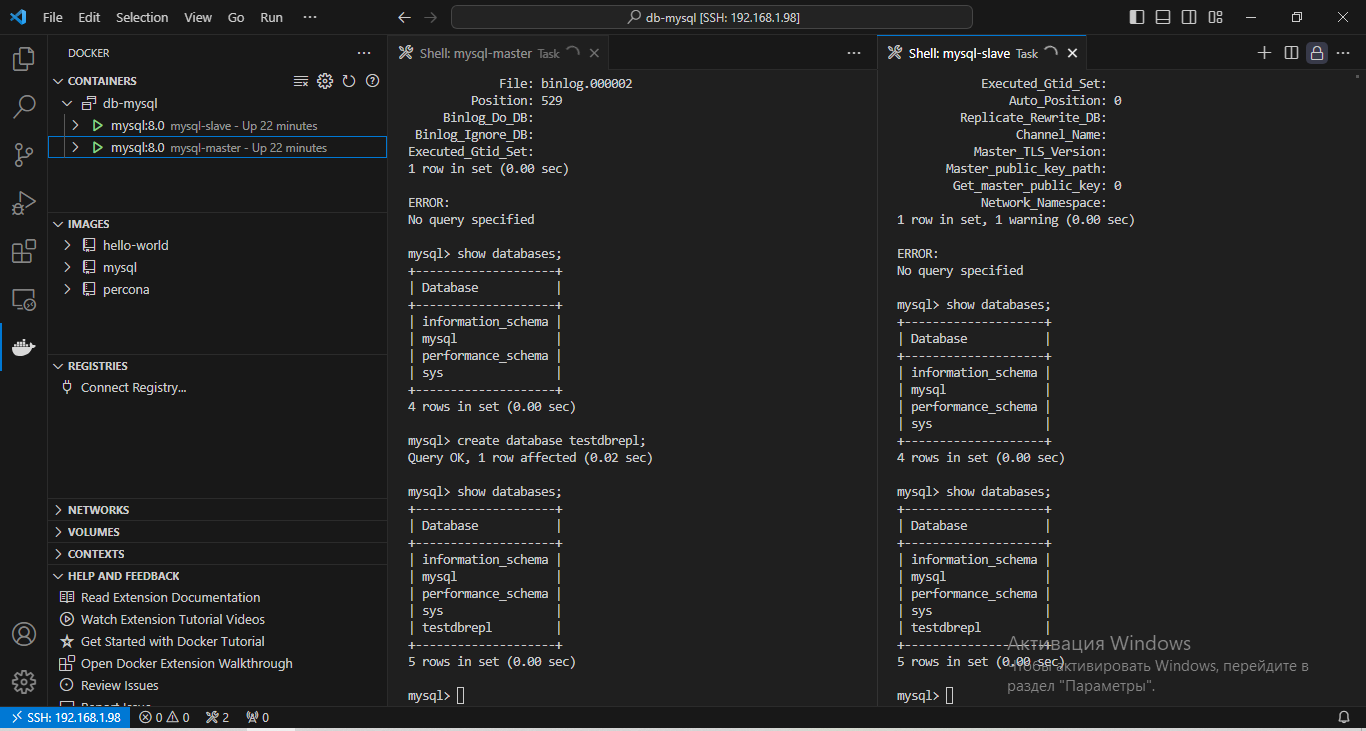 File Edit Selection View Go Run ···
db-mysql [SSH: 192.168.1.98]
DOCKER
CONTAINERS
db-mysql
mysql:8.0 mysql-slave - Up 22 minutes
mysql:8.0 mysql-master - Up 22 minutes
IMAGES
hello-world
mysql
percona
REGISTRIES
Connect Registry...
NETWORKS
VOLUMES
CONTEXTS
HELP AND FEEDBACK
Read Extension Documentation
Watch Extension Tutorial Videos
Get Started with Docker Tutorial
Open Docker Extension Walkthrough
Review Issues
Report Issue
Shell: mysql-master Task
File: binlog.000002
Position: 529
Binlog_Do_DB:
Binlog_Ignore_DB:
Executed_Gtid_Set:
1 row in set (0.00 sec)
ERROR:
No query specified
mysql> show databases;
+--------------------+
| Database           |
+--------------------+
| information_schema |
| mysql              |
| performance_schema |
| sys                |
+--------------------+
4 rows in set (0.00 sec)
mysql> create database testdbrepl;
Query OK, 1 row affected (0.02 sec)
mysql> show databases;
+--------------------+
| Database           |
+--------------------+
| information_schema |
| mysql              |
| performance_schema |
| sys                |
| testdbrepl         |
+--------------------+
5 rows in set (0.00 sec)
mysql>
Shell: mysql-slave Task
Executed_Gtid_Set:
Auto_Position: 0
Replicate_Rewrite_DB:
Channel_Name:
Master_TLS_Version:
Master_public_key_path:
Get_master_public_key: 0
Network_Namespace:
1 row in set, 1 warning (0.00 sec)
ERROR:
No query specified
mysql> show databases;
+--------------------+
| Database           |
+--------------------+
| information_schema |
| mysql              |
| performance_schema |
| sys                |
+--------------------+
4 rows in set (0.00 sec)
mysql> show databases;
+--------------------+
| Database           |
+--------------------+
| information_schema |
| mysql              |
| performance_schema |
| sys                |
| testdbrepl         |
+--------------------+
5 rows in set (0.00 sec)
mysql>
Активация Windows
Чтобы активировать Windows, перейдите в
раздел "Параметры".
SSH: 192.168.1.98 0 0 2 0